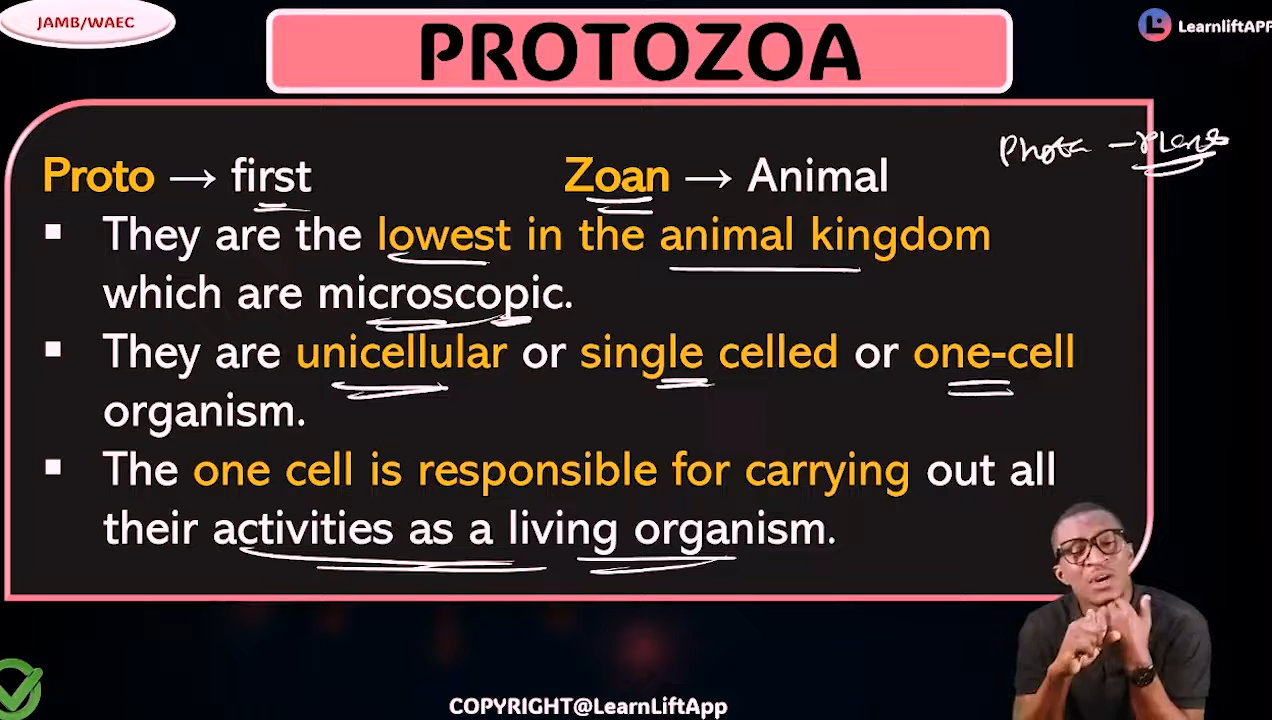 JAMB/WAEC
PROTOZOA
LearnliftAPP
Proto → first
Zoan → Animal
▪ They are the lowest in the animal kingdom
which are microscopic.
▪ They are unicellular or single celled or one-cell
organism.
▪ The one cell is responsible for carrying out all
their activities as a living organism.
COPYRIGHT@LearnLiftApp